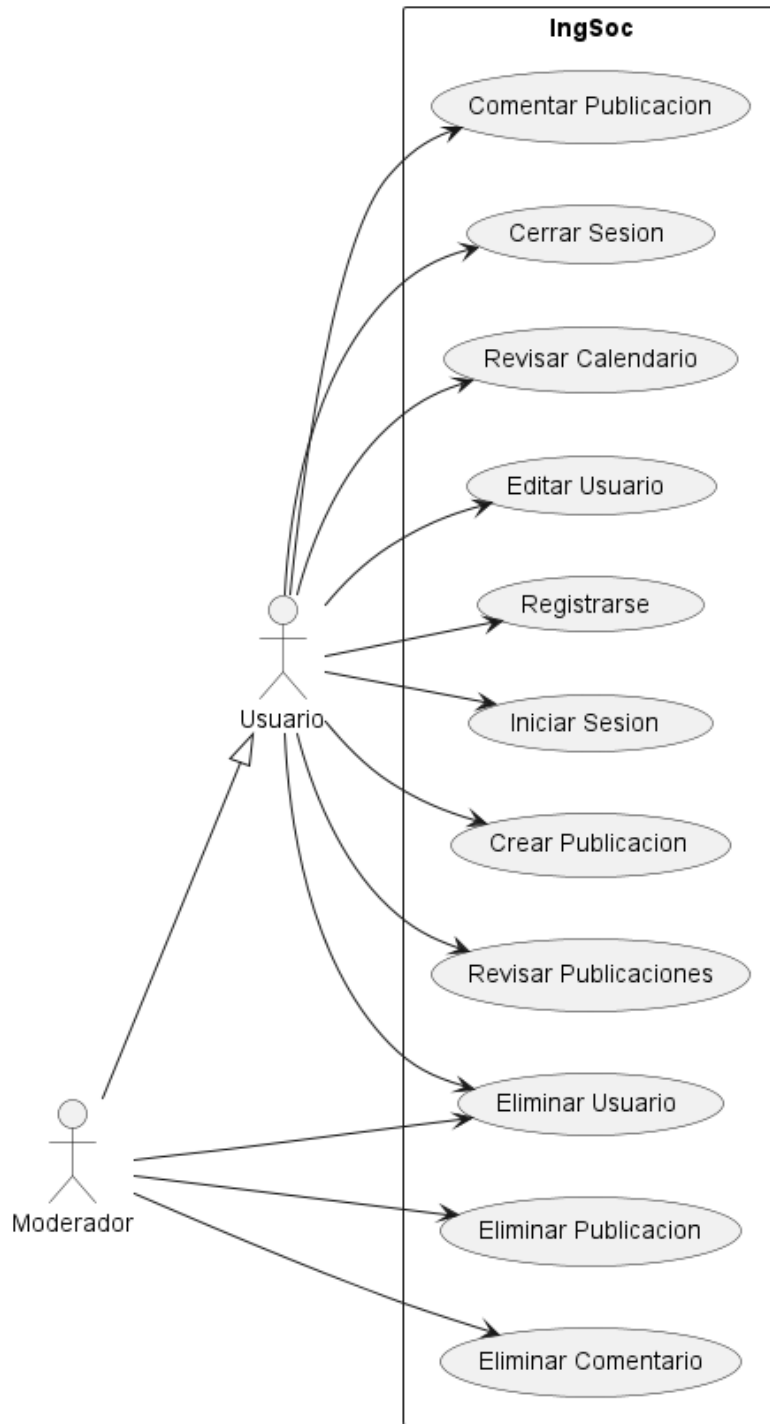 IngSoc
Comentar Publicacion
Cerrar Sesion
Revisar Calendario
Editar Usuario
Registrarse
Usuario
Iniciar Sesion
Crear Publicacion
Revisar Publicaciones
Eliminar Usuario
Moderador
Eliminar Publicacion
Eliminar Comentario